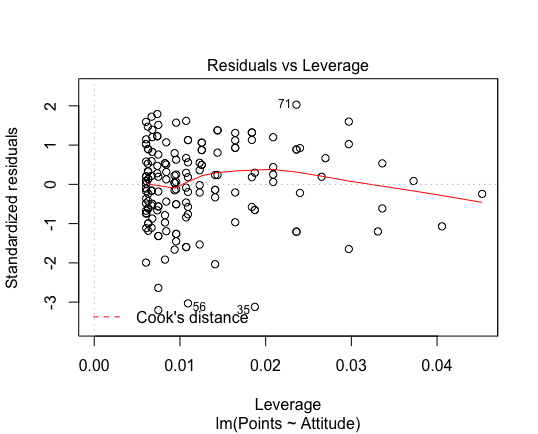 Residuals vs Leverage
Standardized residuals
2
1
0
-1
-2
-3
71
56
35
Cook's distance
0.00 0.01 0.02 0.03 0.04
Leverage
lm(Points ~ Attitude)